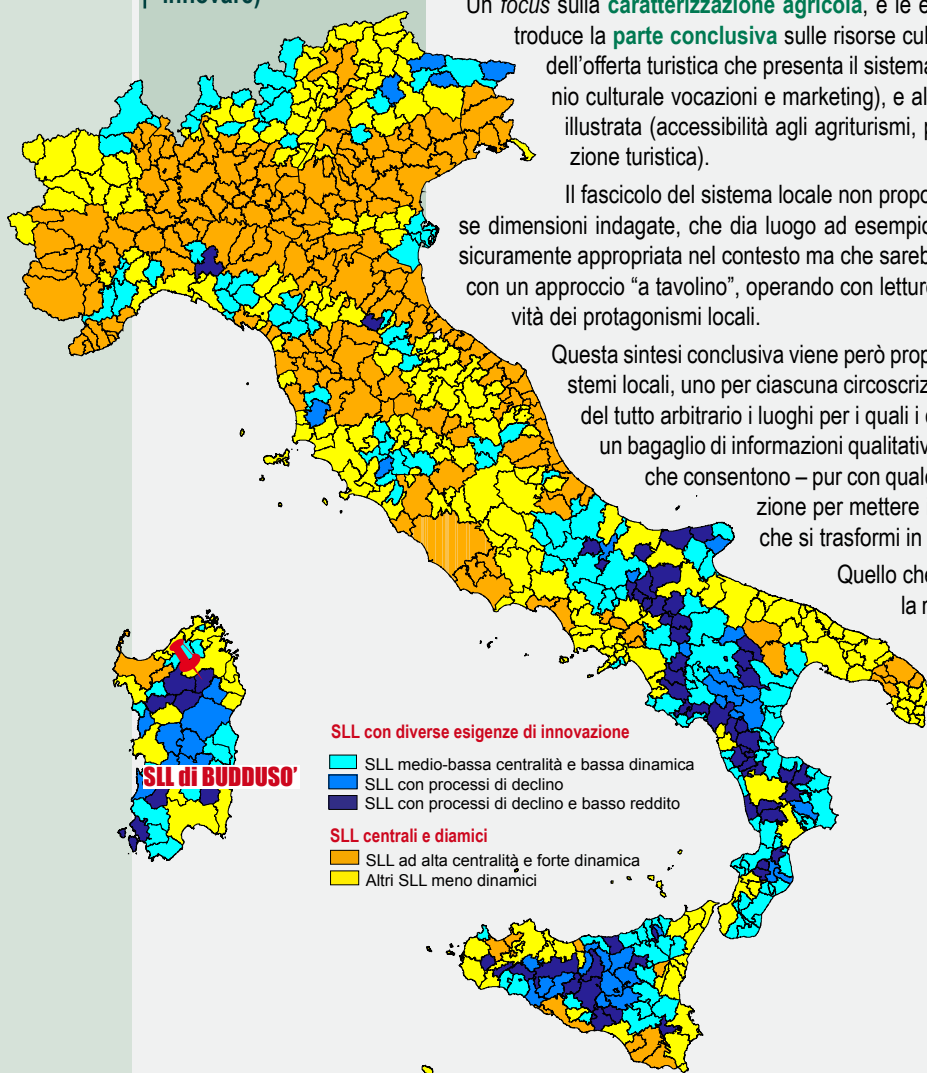 innovare)
Un focus sulla caratterizzazione agricola, e le e
troduce la parte conclusiva sulle risorse cul
dell'offerta turistica che presenta il sistema
nio culturale vocazioni e marketing), e al
illustrata (accessibilità agli agriturismi, p
zione turistica).
Il fascicolo del sistema locale non propo
se dimensioni indagate, che dia luogo ad esempio
sicuramente appropriata nel contesto ma che sareb
con un approccio “a tavolino”, operando con letture
vità dei protagonismi locali.
Questa sintesi conclusiva viene però prop
stemi locali, uno per ciascuna circoscriz
del tutto arbitrario i luoghi per i quali i
un bagaglio di informazioni qualitativ
che consentono – pur con qualc
zione per mettere
che si trasformi in
Quello che
la
SLL di BUDDUSO'
SLL con diverse esigenze di innovazione
SLL medio-bassa centralità e bassa dinamica
SLL con processi di declino
SLL con processi di declino e basso reddito
SLL centrali e diamici
SLL ad alta centralità e forte dinamica
Altri SLL meno dinamici